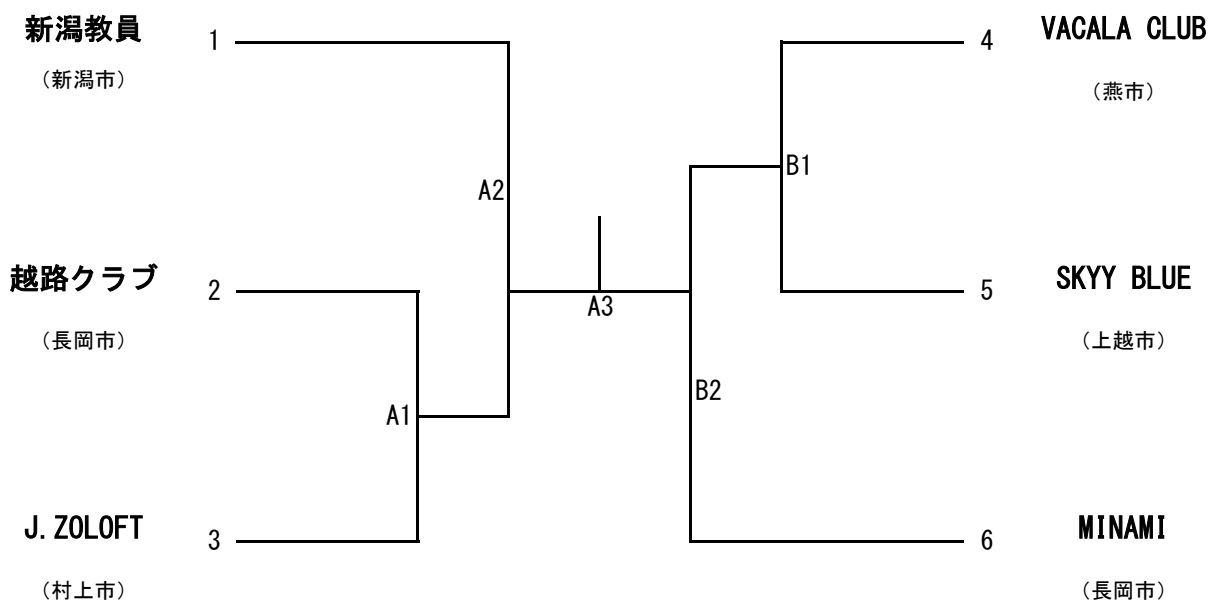 新潟教員
1
（新潟市）
越路クラブ
2
（長岡市）
J. ZOLOFT
3
（村上市）
A1
A2
A3
B1
B2
4
VACALA CLUB
（燕市）
5
SKYY BLUE
（上越市）
6
MINAMI
（長岡市）